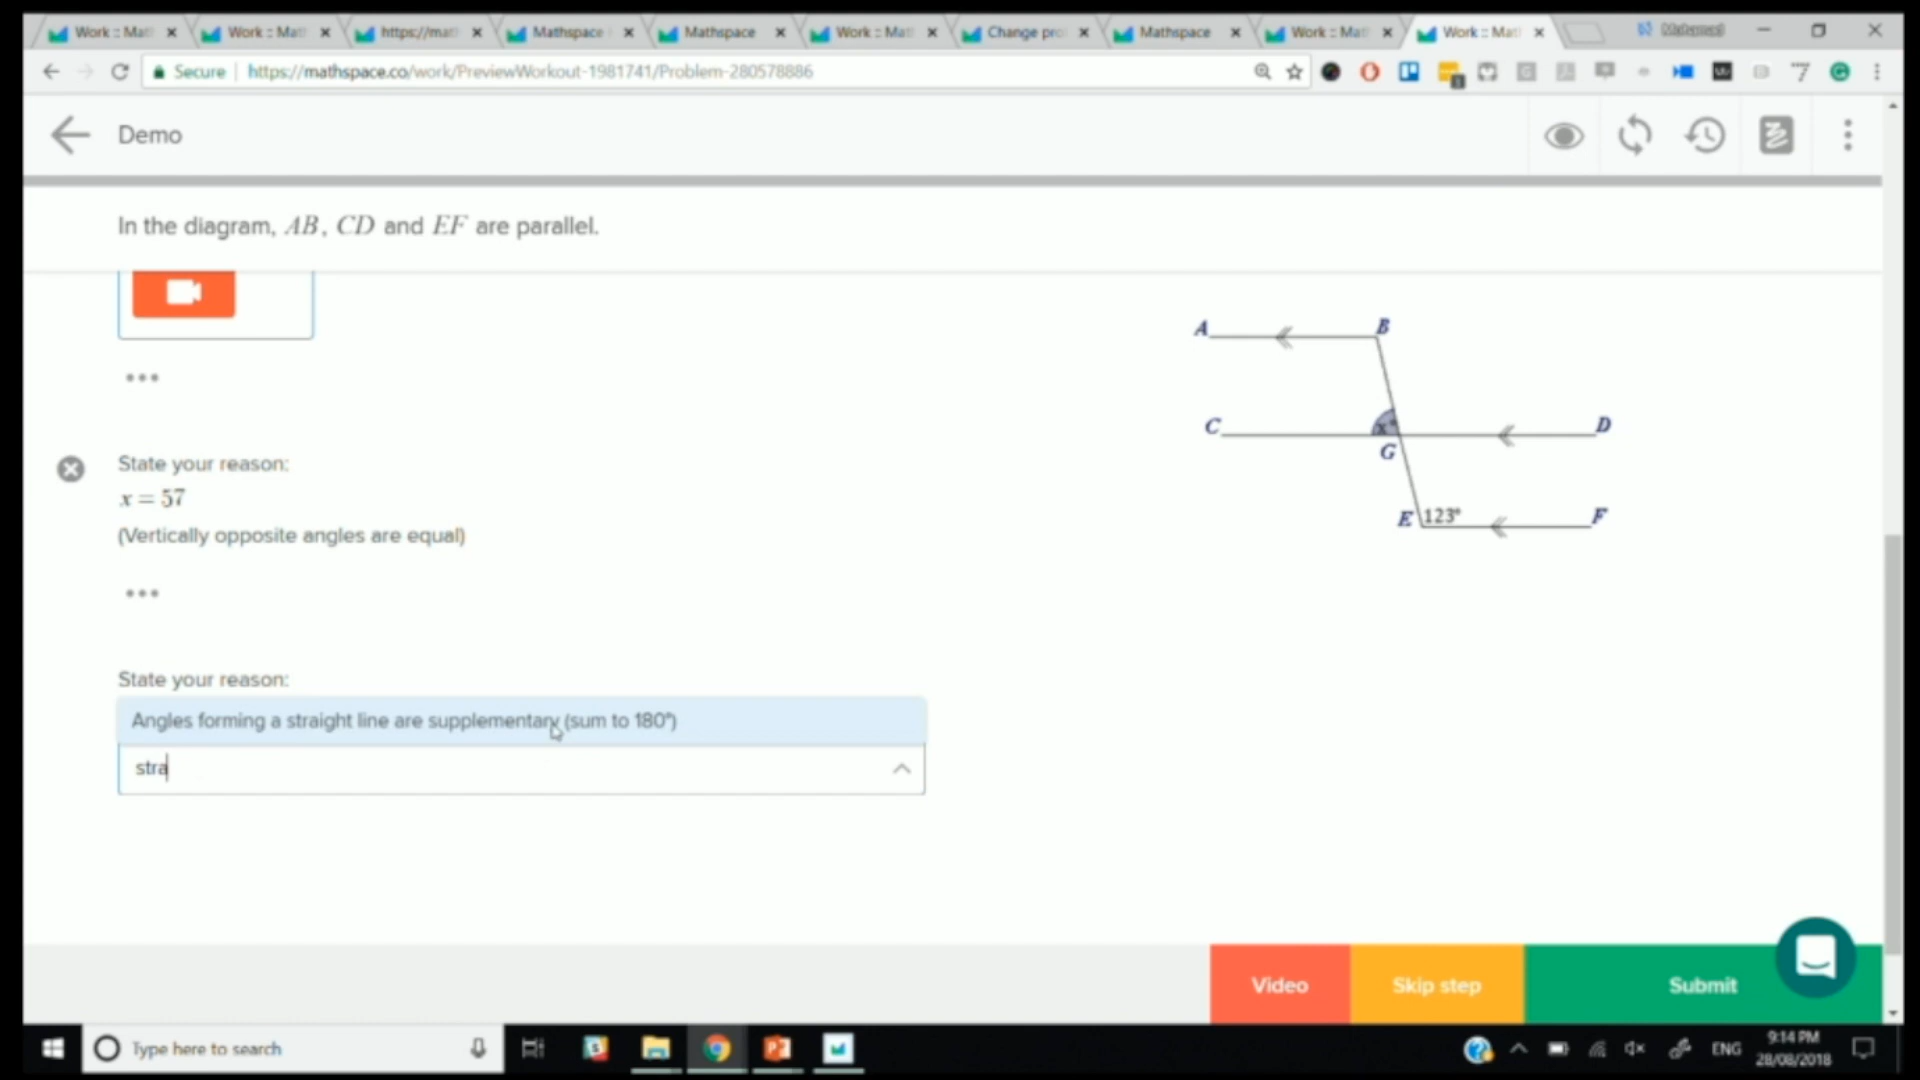 Work :: Mat
Work :: Mat
https://mat
Mathspace
Mathspace
Work :: Mat
Change pro
Mathspace
Work :: Mat
Work :: Mat
Secure
https://mathspace.co/work/PreviewWorkout-1981741/Problem-280578886
Demo
In the diagram, AB, CD and EF are parallel.
State your reason:
x = 57
(Vertically opposite angles are equal)
State your reason:
Angles forming a straight line are supplementary (sum to 180°)
stra
A
B
C
x°
D
G
E
123°
F
Video
Skip step
Submit
Type here to search
ENG
9:14 PM
28/08/2018